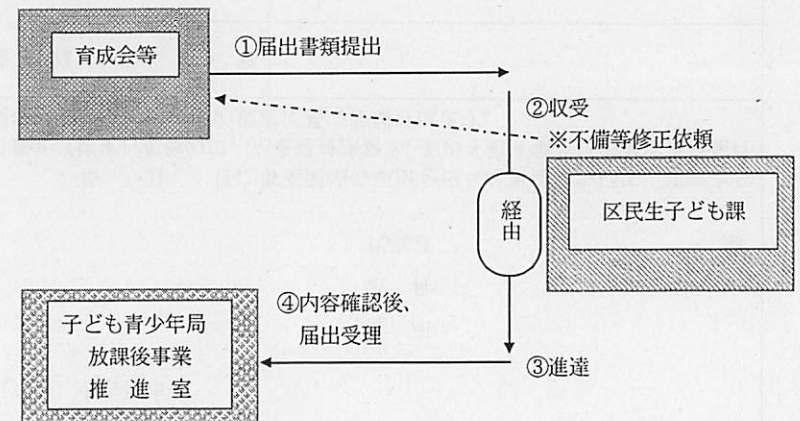 育成会等
①届出書類提出
②収受
※不備等修正依頼
経由
区民生子ども課
③進達
④内容確認後、
届出受理
子ども青少年局
放課後事業
推進室